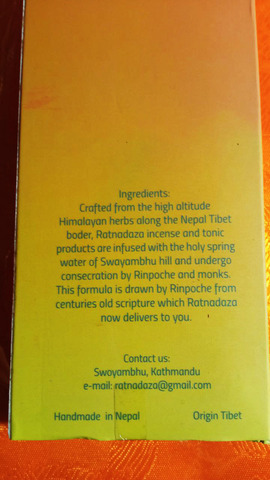 Ingredients:
Crafted from the high altitude
Himalayan herbs along the Nepal Tibet
boder, Ratnadaza incense and tonic
products are infused with the holy spring
water of Swayambhu hill and undergo
consecration by Rinpoche and monks.
This formula is drawn by Rinpoche from
centuries old scripture which Ratnadaza
now delivers to you.
Contact us:
Swoyambhu, Kathmandu
e-mail: ratnadaza@gmail.com
Handmade in Nepal Origin Tibet